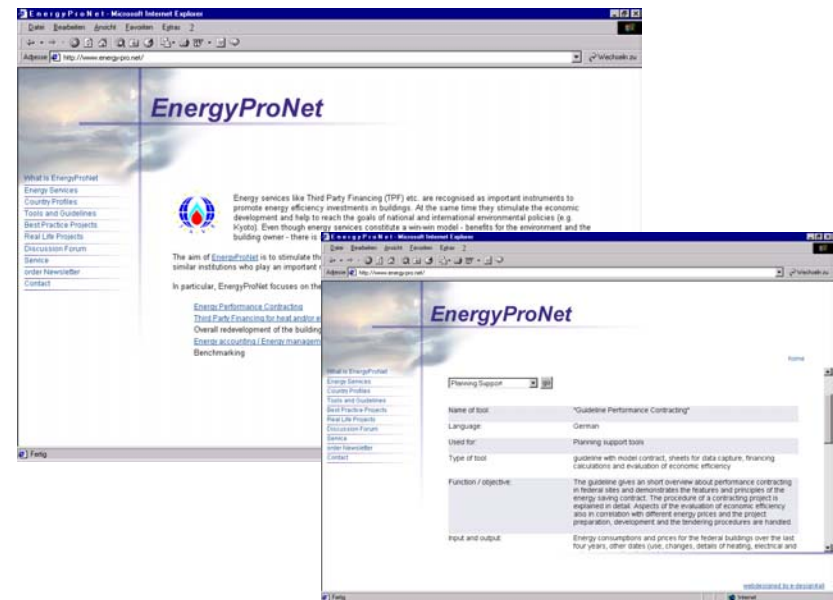 EnergyProNet - Microsoft Internet Explorer
Datei Bearbeiten Ansicht Favoriten Extras ?
Adresse http://www.energy-pro.net/
Wechseln zu
EnergyProNet
What is EnergyProNet
Energy Services
Country Profiles
Tools and Guidelines
Best Practice Projects
Real Life Projects
Discussion Forum
Service
order Newsletter
Contact
Energy services like Third Party Financing (TPF) etc. are recognised as important instruments to
promote energy efficiency investments in buildings. At the same time they stimulate the economic
development and help to reach the goals of national and international environmental policies (e.g.
Kyoto). Even though energy services constitute a win-win model - benefits for the environment and the
building owner - there is
The aim of EnergyProNet is to stimulate the
similar institutions who play an important
In particular, EnergyProNet focuses on the
Energy Performance Contracting
Third Party Financing for heat and/or
Overall redevelopment of the building
Energy accounting / Energy managem
Benchmarking
Fertig
EnergyProNet - Microsoft Internet Explorer
Datei Bearbeiten Ansicht Favoriten Extras ?
Adresse http://www.energy-pro.net/
Wechseln zu
EnergyProNet
home
What is EnergyProNet
Energy Services
Country Profiles
Tools and Guidelines
Best Practice Projects
Real Life Projects
Discussion Forum
Service
order Newsletter
Contact
Planning Support go
Name of tool: "Guideline Performance Contracting"
Language: German
Used for: Planning support tools
Type of tool: guideline with model contract, sheets for data capture, financing
calculations and evaluation of economic efficiency
Function / objective: The guideline gives an short overview about performance contracting
in federal sites and demonstrates the features and principles of the
energy saving contract. The procedure of a contracting project is
explained in detail. Aspects of the evaluation of economic efficiency
also in correlation with different energy prices and the project
preparation, development and the tendering procedures are handled.
Input and output: Energy consumptions and prices for the federal buildings over the last
four years, other dates (use, changes, details of heating, electrical and
webdesigned by e-design4all
Fertig
Internet